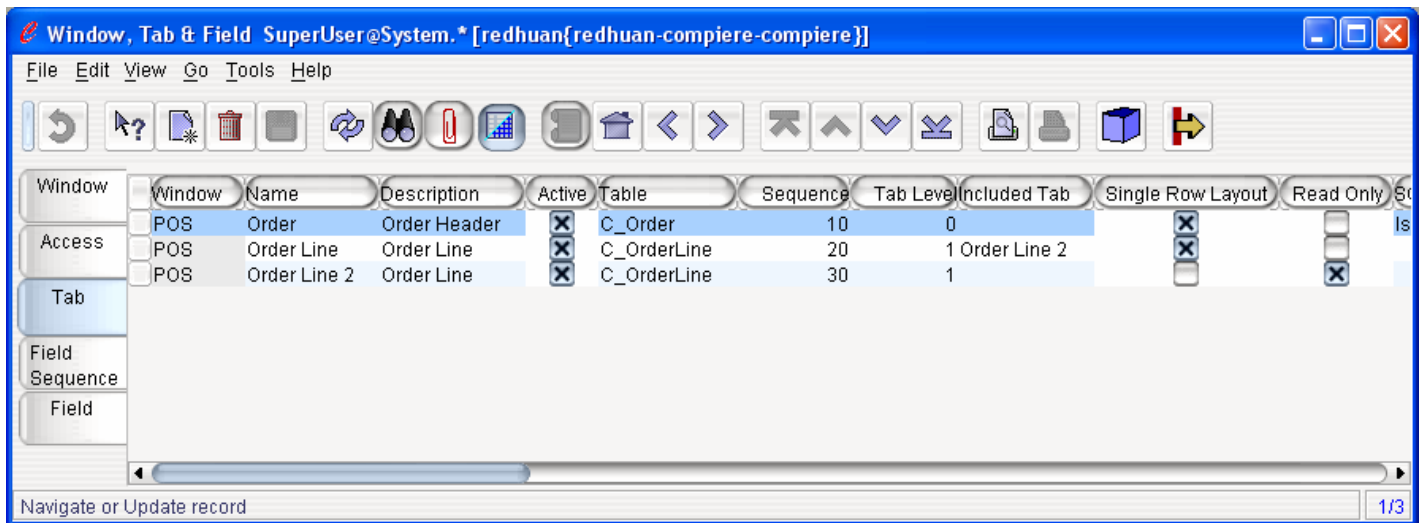 Window, Tab & Field SuperUser@System.* [redhuan{redhuan-compiere-compiere}]
File Edit View Go Tools Help
Window
Access
Tab
Field
Sequence
Field
Window Name Description Active Table Sequence Tab Level Included Tab Single Row Layout Read Only
POS Order Order Header C_Order 10 0 Is
POS Order Line Order Line C_OrderLine 20 1 Order Line 2
POS Order Line 2 Order Line C_OrderLine 30 1
Navigate or Update record 1/3